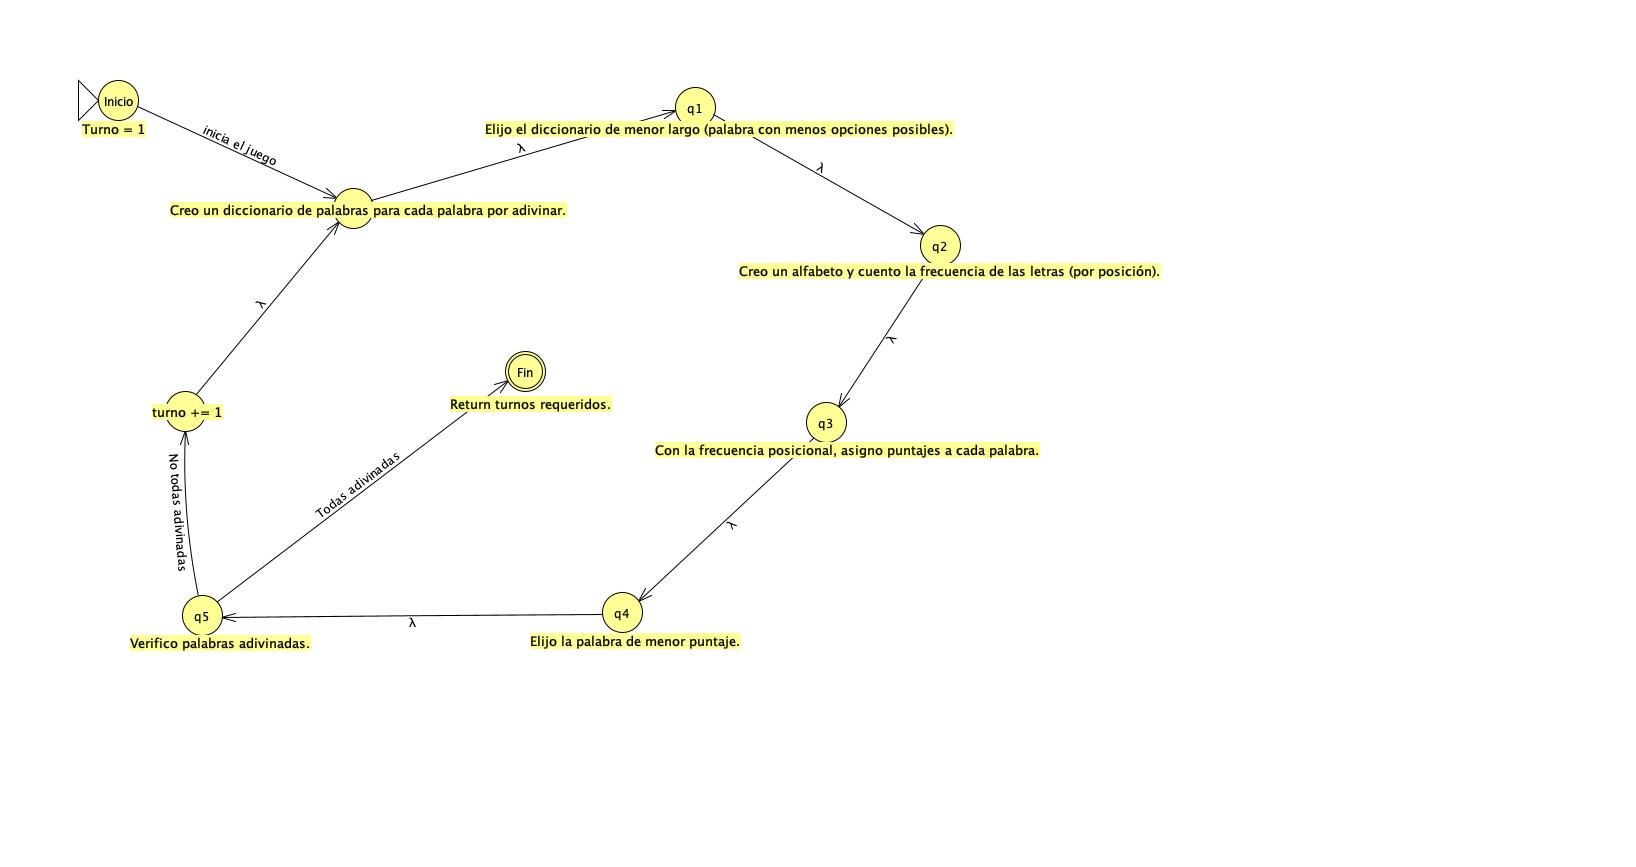 Inicio
Turno = 1
inicia el juego
Creo un diccionario de palabras para cada palabra por adivinar.
λ
q1
Elijo el diccionario de menor largo (palabra con menos opciones posibles).
λ
q2
Creo un alfabeto y cuento la frecuencia de las letras (por posición).
λ
q3
Con la frecuencia posicional, asigno puntajes a cada palabra.
λ
q4
Elijo la palabra de menor puntaje.
λ
q5
Verifico palabras adivinadas.
Todas adivinadas
Fin
Return turnos requeridos.
No todas adivinadas
turno += 1
λ